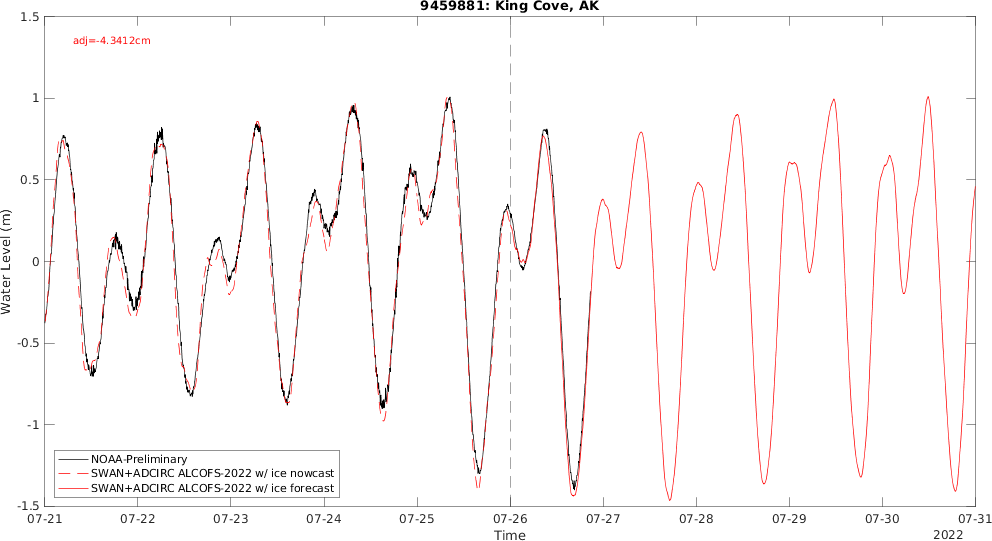 9459881: King Cove, AK
adj=-4.3412cm
1.5
1
0.5
0
-0.5
-1
-1.5
Water Level (m)
NOAA-Preliminary
SWAN+ADCIRC ALCOFS-2022 w/ ice nowcast
SWAN+ADCIRC ALCOFS-2022 w/ ice forecast
07-21 07-22 07-23 07-24 07-25 07-26 07-27 07-28 07-29 07-30 07-31
Time
2022